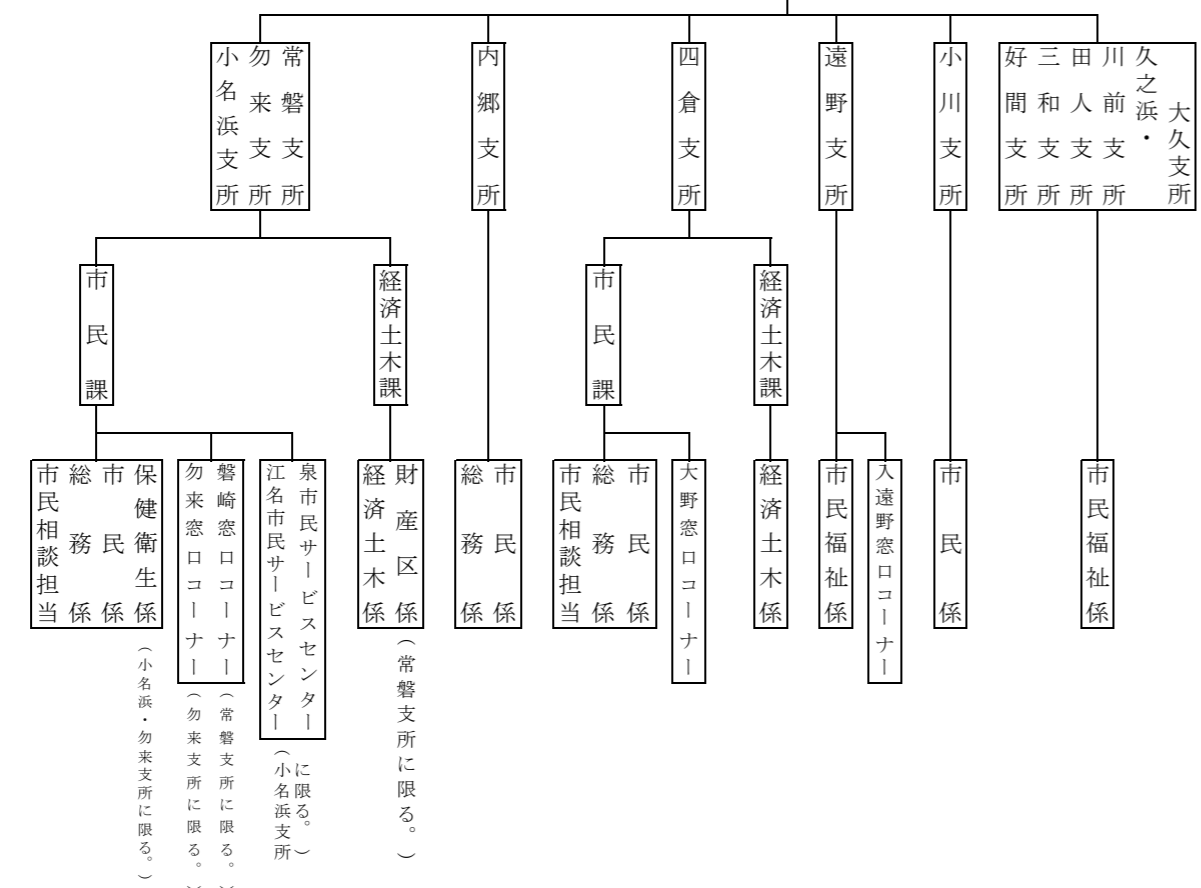 久之浜・
大久支所
川前支所
田人支所
三和支所
好間支所
小川支所
遠野支所
四倉支所
内郷支所
常磐支所
勿来支所
小名浜支所
経済土木課
市民課
経済土木課
市民課
市民福祉係
市民係
入遠野窓口コーナー
市民福祉係
経済土木係
大野窓口コーナー
市民係
総務係
市民相談担当
市民係
総務係
財産区係(常磐支所に限る。)
経済土木係
泉市民サービスセンター
江名市民サービスセンター
(小名浜支所
に限る。)
磐崎窓口コーナー(常磐支所に限る。)
勿来窓口コーナー(勿来支所に限る。)
保健衛生係(小名浜・勿来支所に限る。)
市民係
総務係
市民相談担当